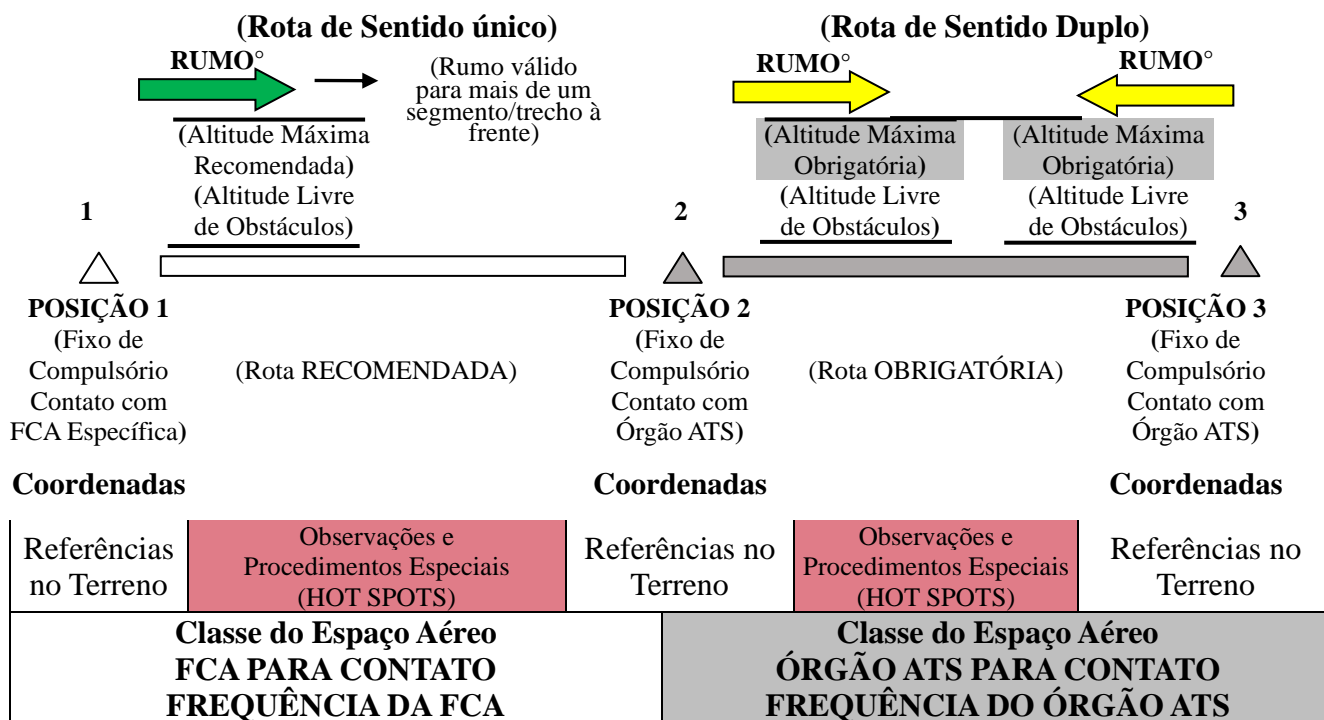 (Rota de Sentido único)
(Rota de Sentido Duplo)
RUMO°
(Rumo válido
para mais de um
segmento/trecho à
frente)
RUMO°
RUMO°
(Altitude Máxima
Recomendada)
(Altitude Livre
de Obstáculos)
(Altitude Máxima
Obrigatória)
(Altitude Livre
de Obstáculos)
(Altitude Máxima
Obrigatória)
(Altitude Livre
de Obstáculos)
1
2
3
POSIÇÃO 1
(Fixo de
Compulsório
Contato com
FCA Específica)
(Rota RECOMENDADA)
POSIÇÃO 2
(Fixo de
Compulsório
Contato com
Órgão ATS)
(Rota OBRIGATÓRIA)
POSIÇÃO 3
(Fixo de
Compulsório
Contato com
Órgão ATS)
Coordenadas
Coordenadas
Coordenadas
Referências
no Terreno
Observações e
Procedimentos Especiais
(HOT SPOTS)
Referências no
Terreno
Observações e
Procedimentos Especiais
(HOT SPOTS)
Referências no
Terreno
Classe do Espaço Aéreo
FCA PARA CONTATO
FREQUÊNCIA DA FCA
Classe do Espaço Aéreo
ÓRGÃO ATS PARA CONTATO
FREQUÊNCIA DO ÓRGÃO ATS